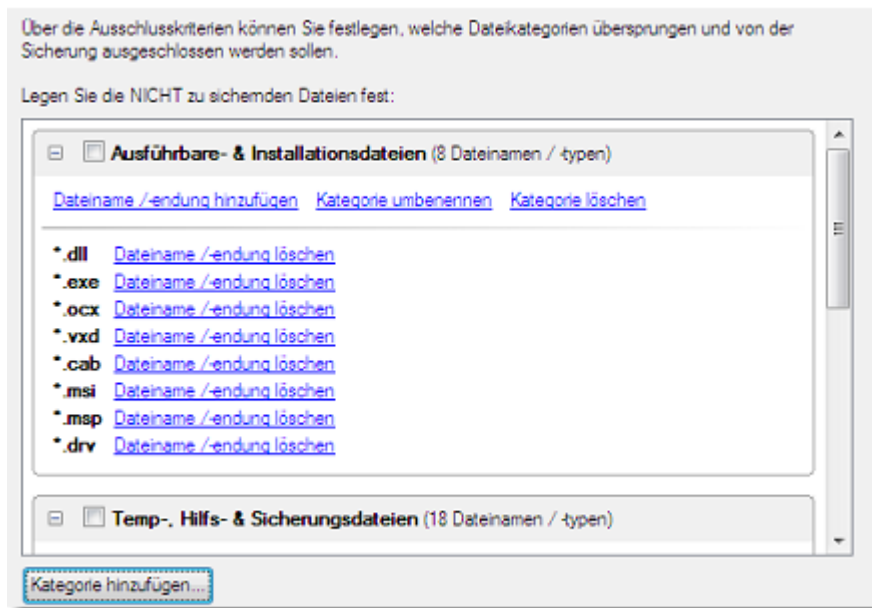 Über die Ausschlusskriterien können Sie festlegen, welche Dateikategorien übersprungen und von der
Sicherung ausgeschlossen werden sollen.
Legen Sie die NICHT zu sichernden Dateien fest:
Ausführbare- & Installationsdateien (8 Dateinamen / -typen)
Dateiname /-endung hinzufügen Kategorie umbenennen Kategorie löschen
*.dll Dateiname /-endung löschen
*.exe Dateiname /-endung löschen
*.ocx Dateiname /-endung löschen
*.vxd Dateiname /-endung löschen
*.cab Dateiname /-endung löschen
*.msi Dateiname /-endung löschen
*.msp Dateiname /-endung löschen
*.drv Dateiname /-endung löschen
Temp-, Hilfs- & Sicherungsdateien (18 Dateinamen / -typen)
Kategorie hinzufügen...